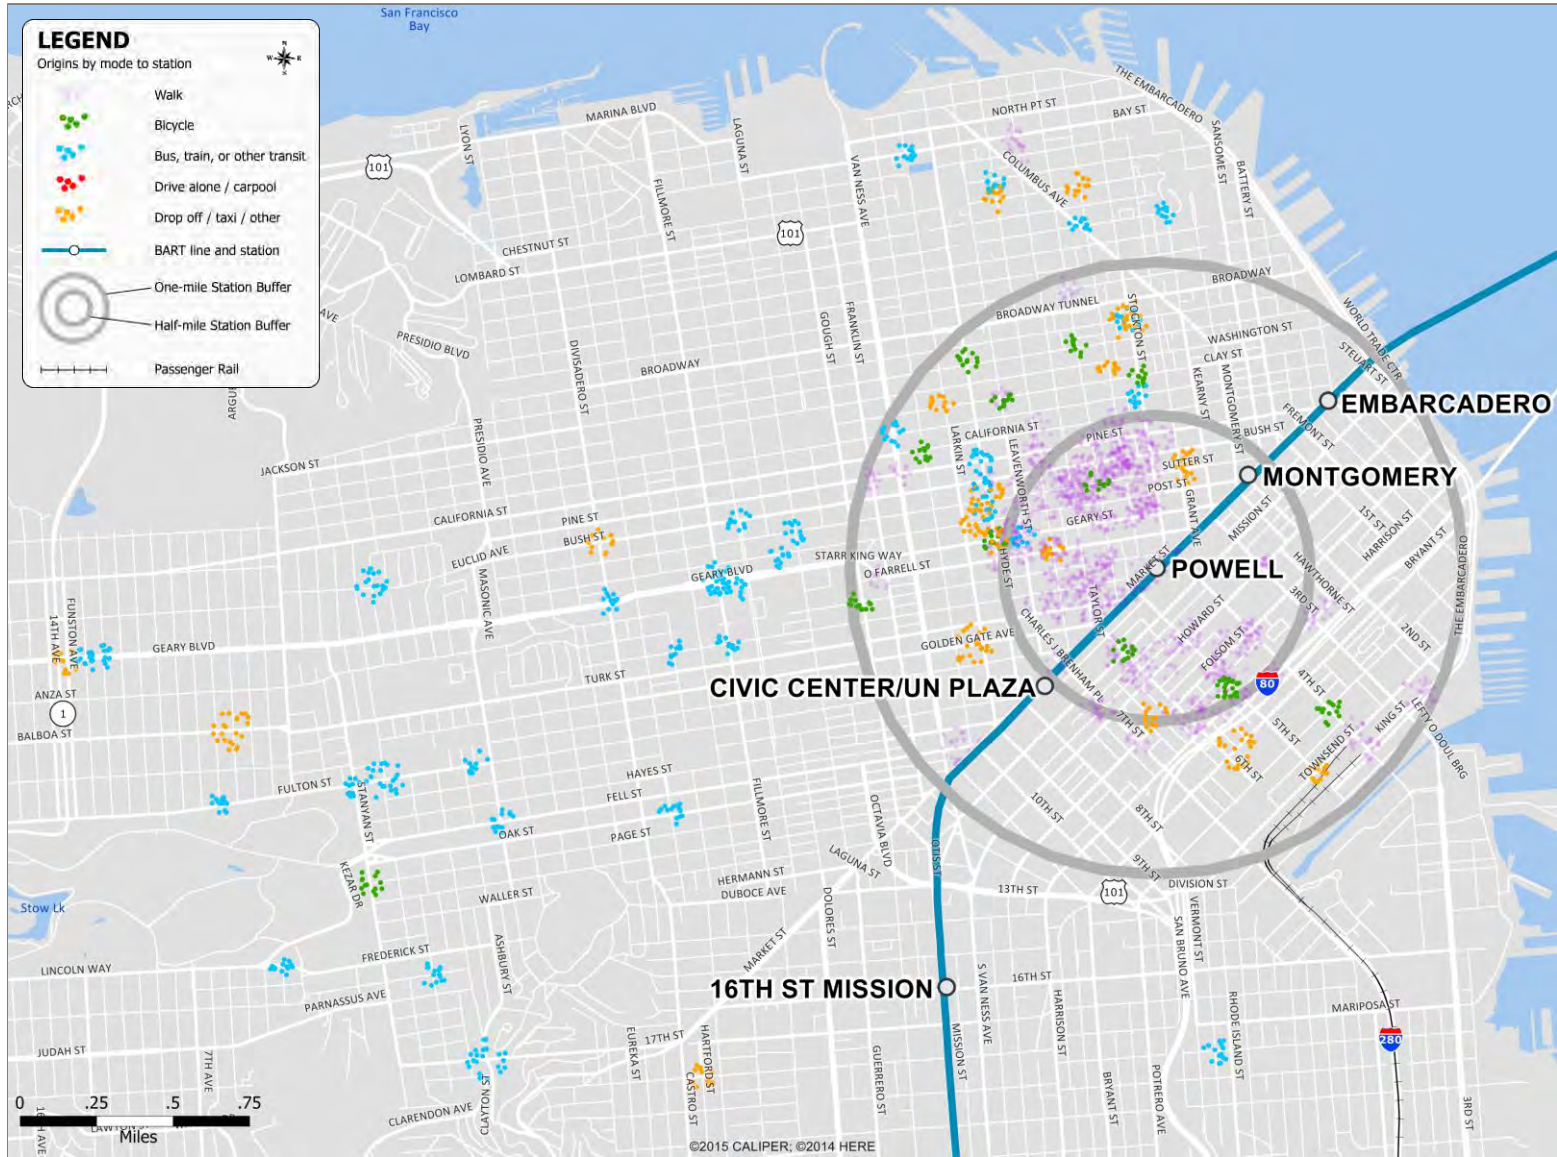 San Francisco
Bay
LEGEND
Origins by mode to station
N
W
S
Walk
Bicycle
Bus, train, or other transit
Drive alone / carpool
Drop off / taxi / other
BART line and station
One-mile Station Buffer
Half-mile Station Buffer
Passenger Rail
MARINA BLVD
NORTH PT ST
BAY ST
THE EMBARCADERO
LYON ST
LAGUNA ST
SANSOME ST
BATTERY ST
101
VAN NESS AVE
COLUMBUS AVE
FILLMORE ST
101
CHESTNUT ST
LOMBARD ST
BROADWAY
BROADWAY TUNNEL
STOCKTON ST
WORLD TRADE CTR
AVE
PRESIDIO BLVD
GOUGH ST
FRANKLIN ST
WASHINGTON ST
CLAY ST
STEUART ST
DIVISADERO ST
BROADWAY
KEARNY ST
MONTGOMERY ST
EMBARCADERO
FREMONT ST
PRESIDIO AVE
LARKIN ST
CALIFORNIA ST
LEAVENWORTH ST
PINE ST
BUSH ST
JACKSON ST
SUTTER ST
MONTGOMERY
POST ST
GRANT AVE
MISSION ST
1ST ST
HARRISON ST
BRYANT ST
CALIFORNIA ST
PINE ST
BUSH ST
GEARY ST
EUCLID AVE
STARR KING WAY
O FARRELL ST
HYDE ST
MARKET ST
POWELL
HAWTHORNE ST
THE EMBARCADERO
MASONIC AVE
GEARY BLVD
TAYLOR ST
3RD ST
HOWARD ST
2ND ST
FUNSTON AVE
14TH AVE
GEARY BLVD
GOLDEN GATE AVE
CHARLES J BRENHAM PL
FOLSOM ST
TURK ST
CIVIC CENTER/UN PLAZA
80
4TH ST
ANZA ST
1
BALBOA ST
7TH ST
5TH ST
KING ST
LEFTY O DOUL BRG
TOWNSEND ST
6TH ST
HAYES ST
FULTON ST
STANYAN ST
FELL ST
FILLMORE ST
OCTAVIA BLVD
10TH ST
8TH ST
OAK ST
PAGE ST
OTIS ST
9TH ST
LAGUNA ST
KEZAR DR
HERMANN ST
DUBOCE AVE
13TH ST
101
DIVISION ST
WALLER ST
Stow Lk
DOLORES ST
VERMONT ST
SAN BRUNO AVE
ASHBURY ST
MARKET ST
FREDERICK ST
LINCOLN WAY
S VAN NESS AVE
16TH ST
16TH ST MISSION
PARNASSUS AVE
HARRISON ST
RHODE ISLAND ST
MARIPOSA ST
EUREKA ST
17TH ST
HARTFORD ST
MISSION ST
280
JUDAH ST
7TH AVE
GUERRERO ST
CASTRO ST
BRYANT ST
POTRERO AVE
CLAYTON ST
CLARENDON AVE
3RD ST
0 .25 .5 .75
Miles
LAWTON ST
©2015 CALIPER; ©2014 HERE